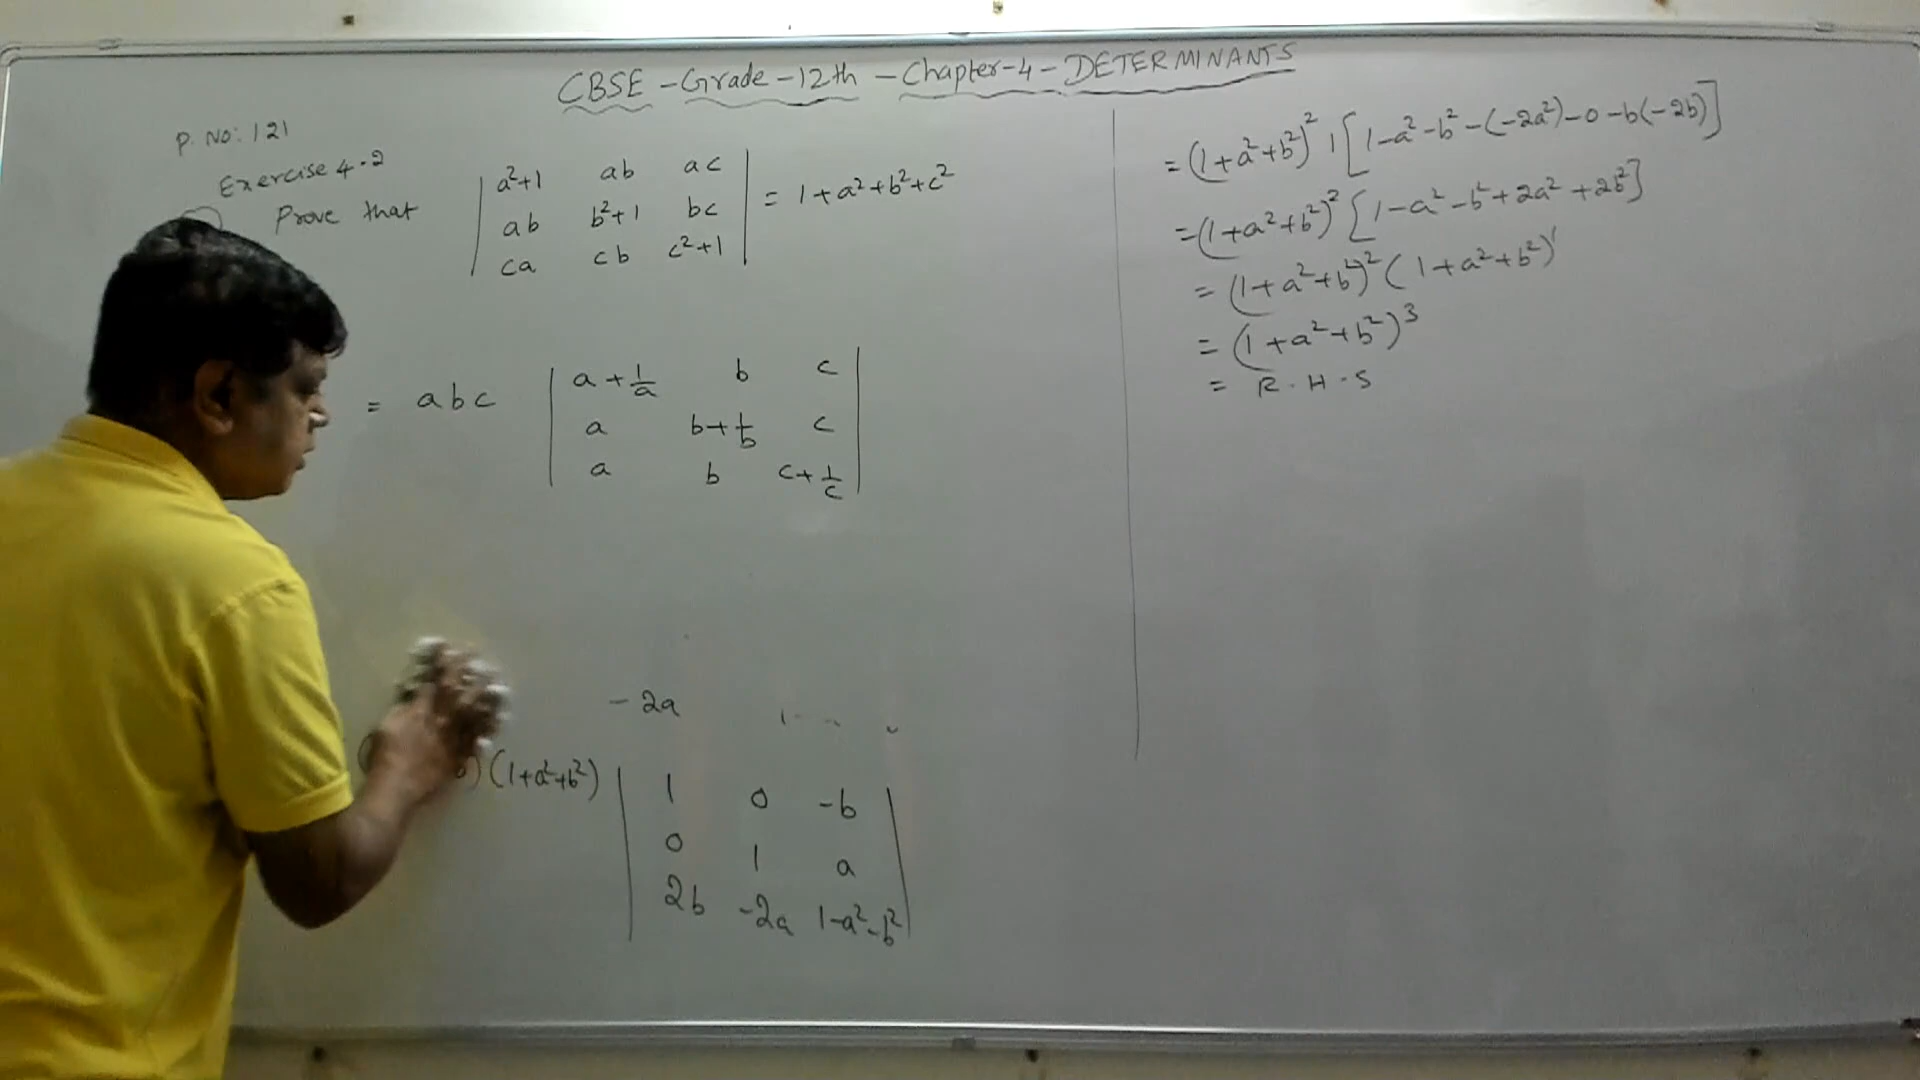 CBSE - Grade - 12th - Chapter-4 - DETERMINANTS
P. No: 121
Exercise 4.2
Prove that | a²+1 ab ac | = 1+a²+b²+c²
| ab b²+1 bc |
| ca cb c²+1 |
= abc | a+1/a b c |
| a b+1/b c |
| a b c+1/c |
-2a
(1+a²+b²) | 1 0 -b |
| 0 1 a |
| 2b -2a 1-a²-b² |
= (1+a²+b²)² 1[1-a²-b²-(-2a²)-0-b(-2b)]
= (1+a²+b²)² [1-a²-b²+2a²+2b²]
= (1+a²+b²)² (1+a²+b²)'
= (1+a²+b²)³
= R.H.S